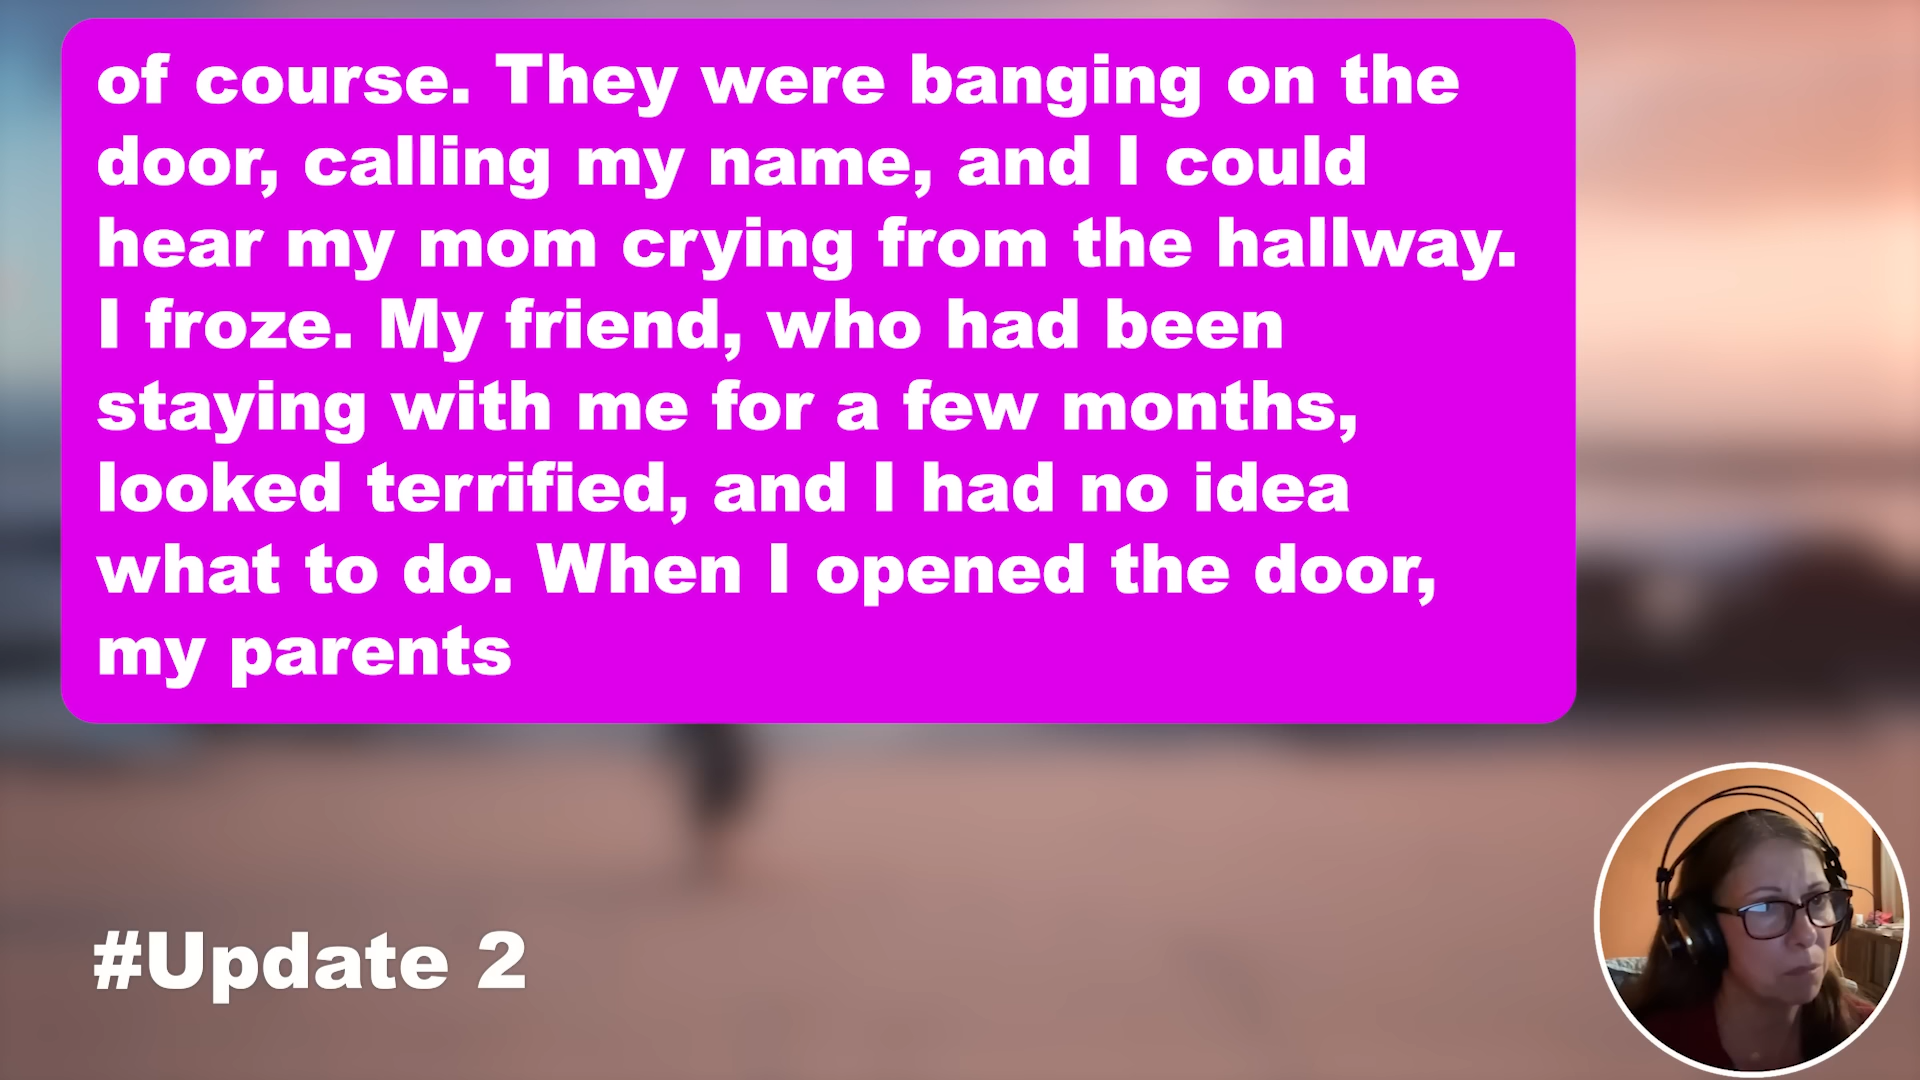 of course. They were banging on the
door, calling my name, and I could
hear my mom crying from the hallway.
I froze. My friend, who had been
staying with me for a few months,
looked terrified, and I had no idea
what to do. When I opened the door,
my parents
#Update 2